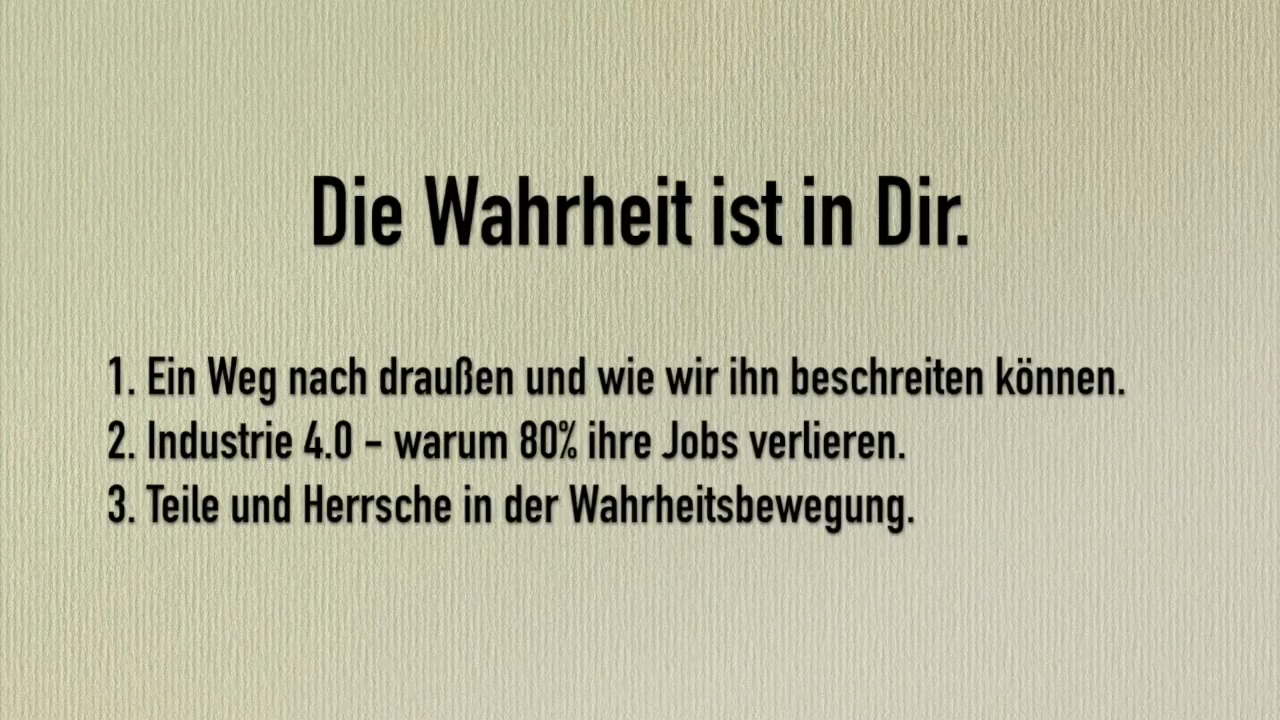 Die Wahrheit ist in Dir.
1. Ein Weg nach draußen und wie wir ihn beschreiten können.
2. Industrie 4.0 – warum 80% ihre Jobs verlieren.
3. Teile und Herrsche in der Wahrheitsbewegung.